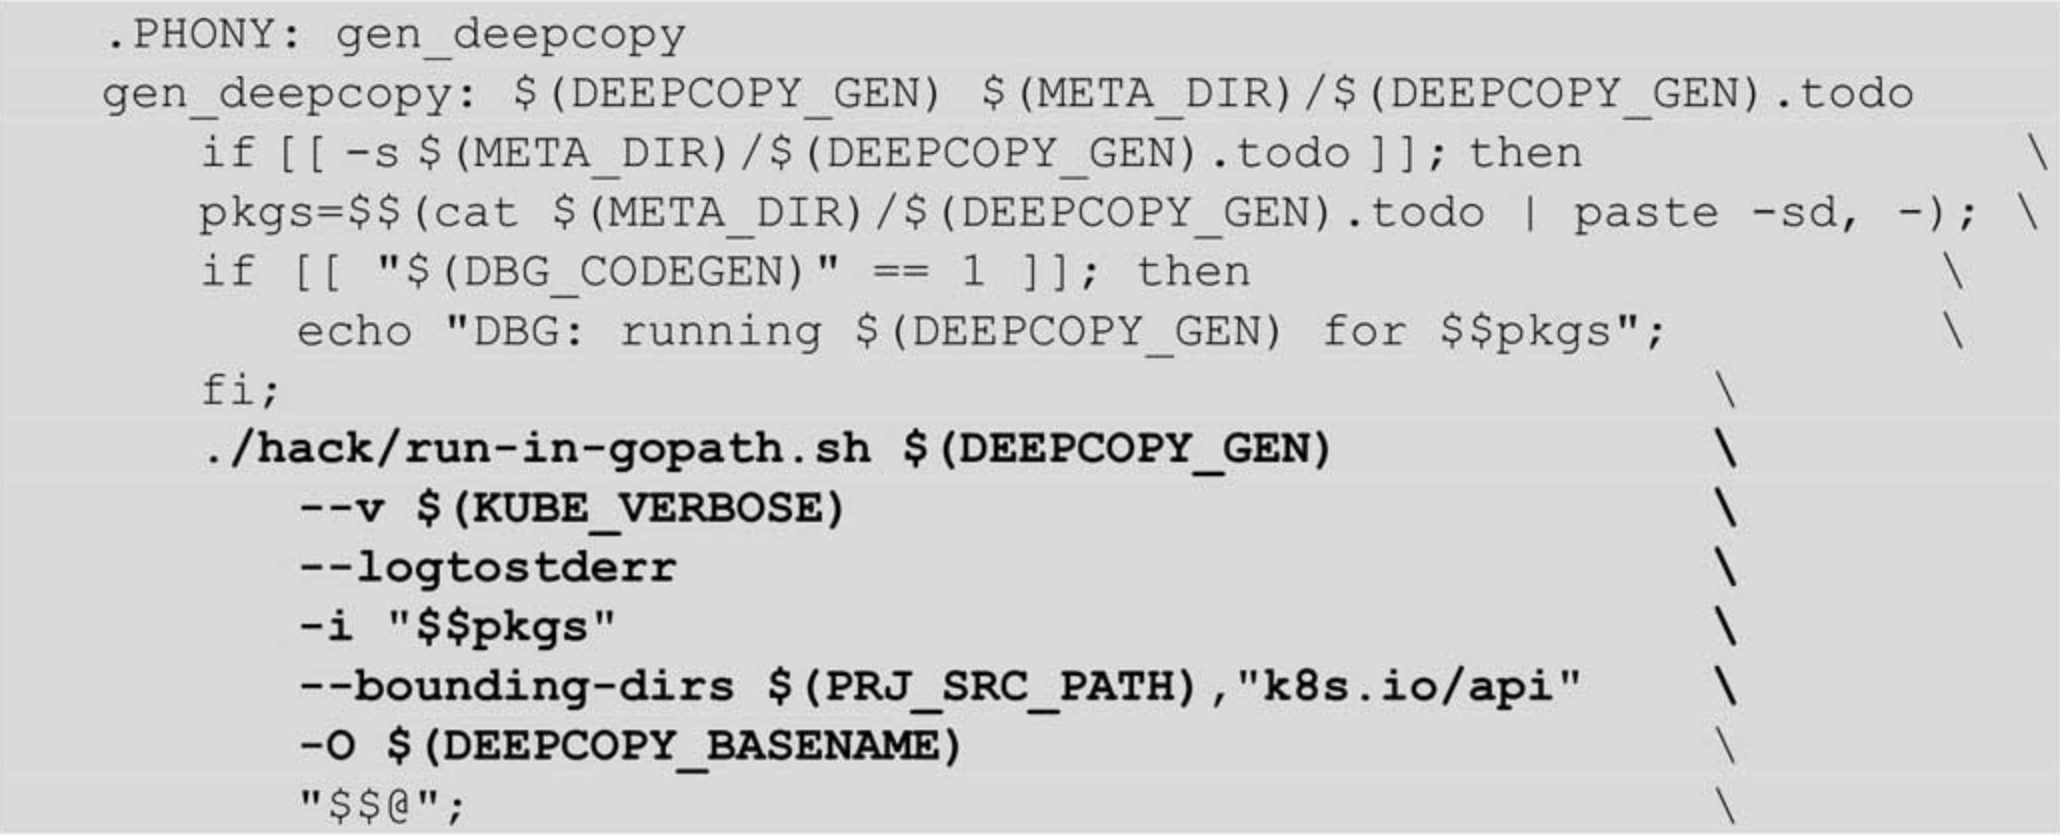 .PHONY: gen_deepcopy
gen_deepcopy: $(DEEPCOPY_GEN) $(META_DIR)/$(DEEPCOPY_GEN).todo
if [[ -s $(META_DIR)/$(DEEPCOPY_GEN).todo ]]; then \
pkgs=$$(cat $(META_DIR)/$(DEEPCOPY_GEN).todo | paste -sd, -); \
if [[ "$(DBG_CODEGEN)" == 1 ]]; then \
echo "DBG: running $(DEEPCOPY_GEN) for $$pkgs"; \
fi; \
./hack/run-in-gopath.sh $(DEEPCOPY_GEN) \
--v $(KUBE_VERBOSE) \
--logtostderr \
-i "$$pkgs" \
--bounding-dirs $(PRJ_SRC_PATH),"k8s.io/api" \
-O $(DEEPCOPY_BASENAME) \
"$$@"; \